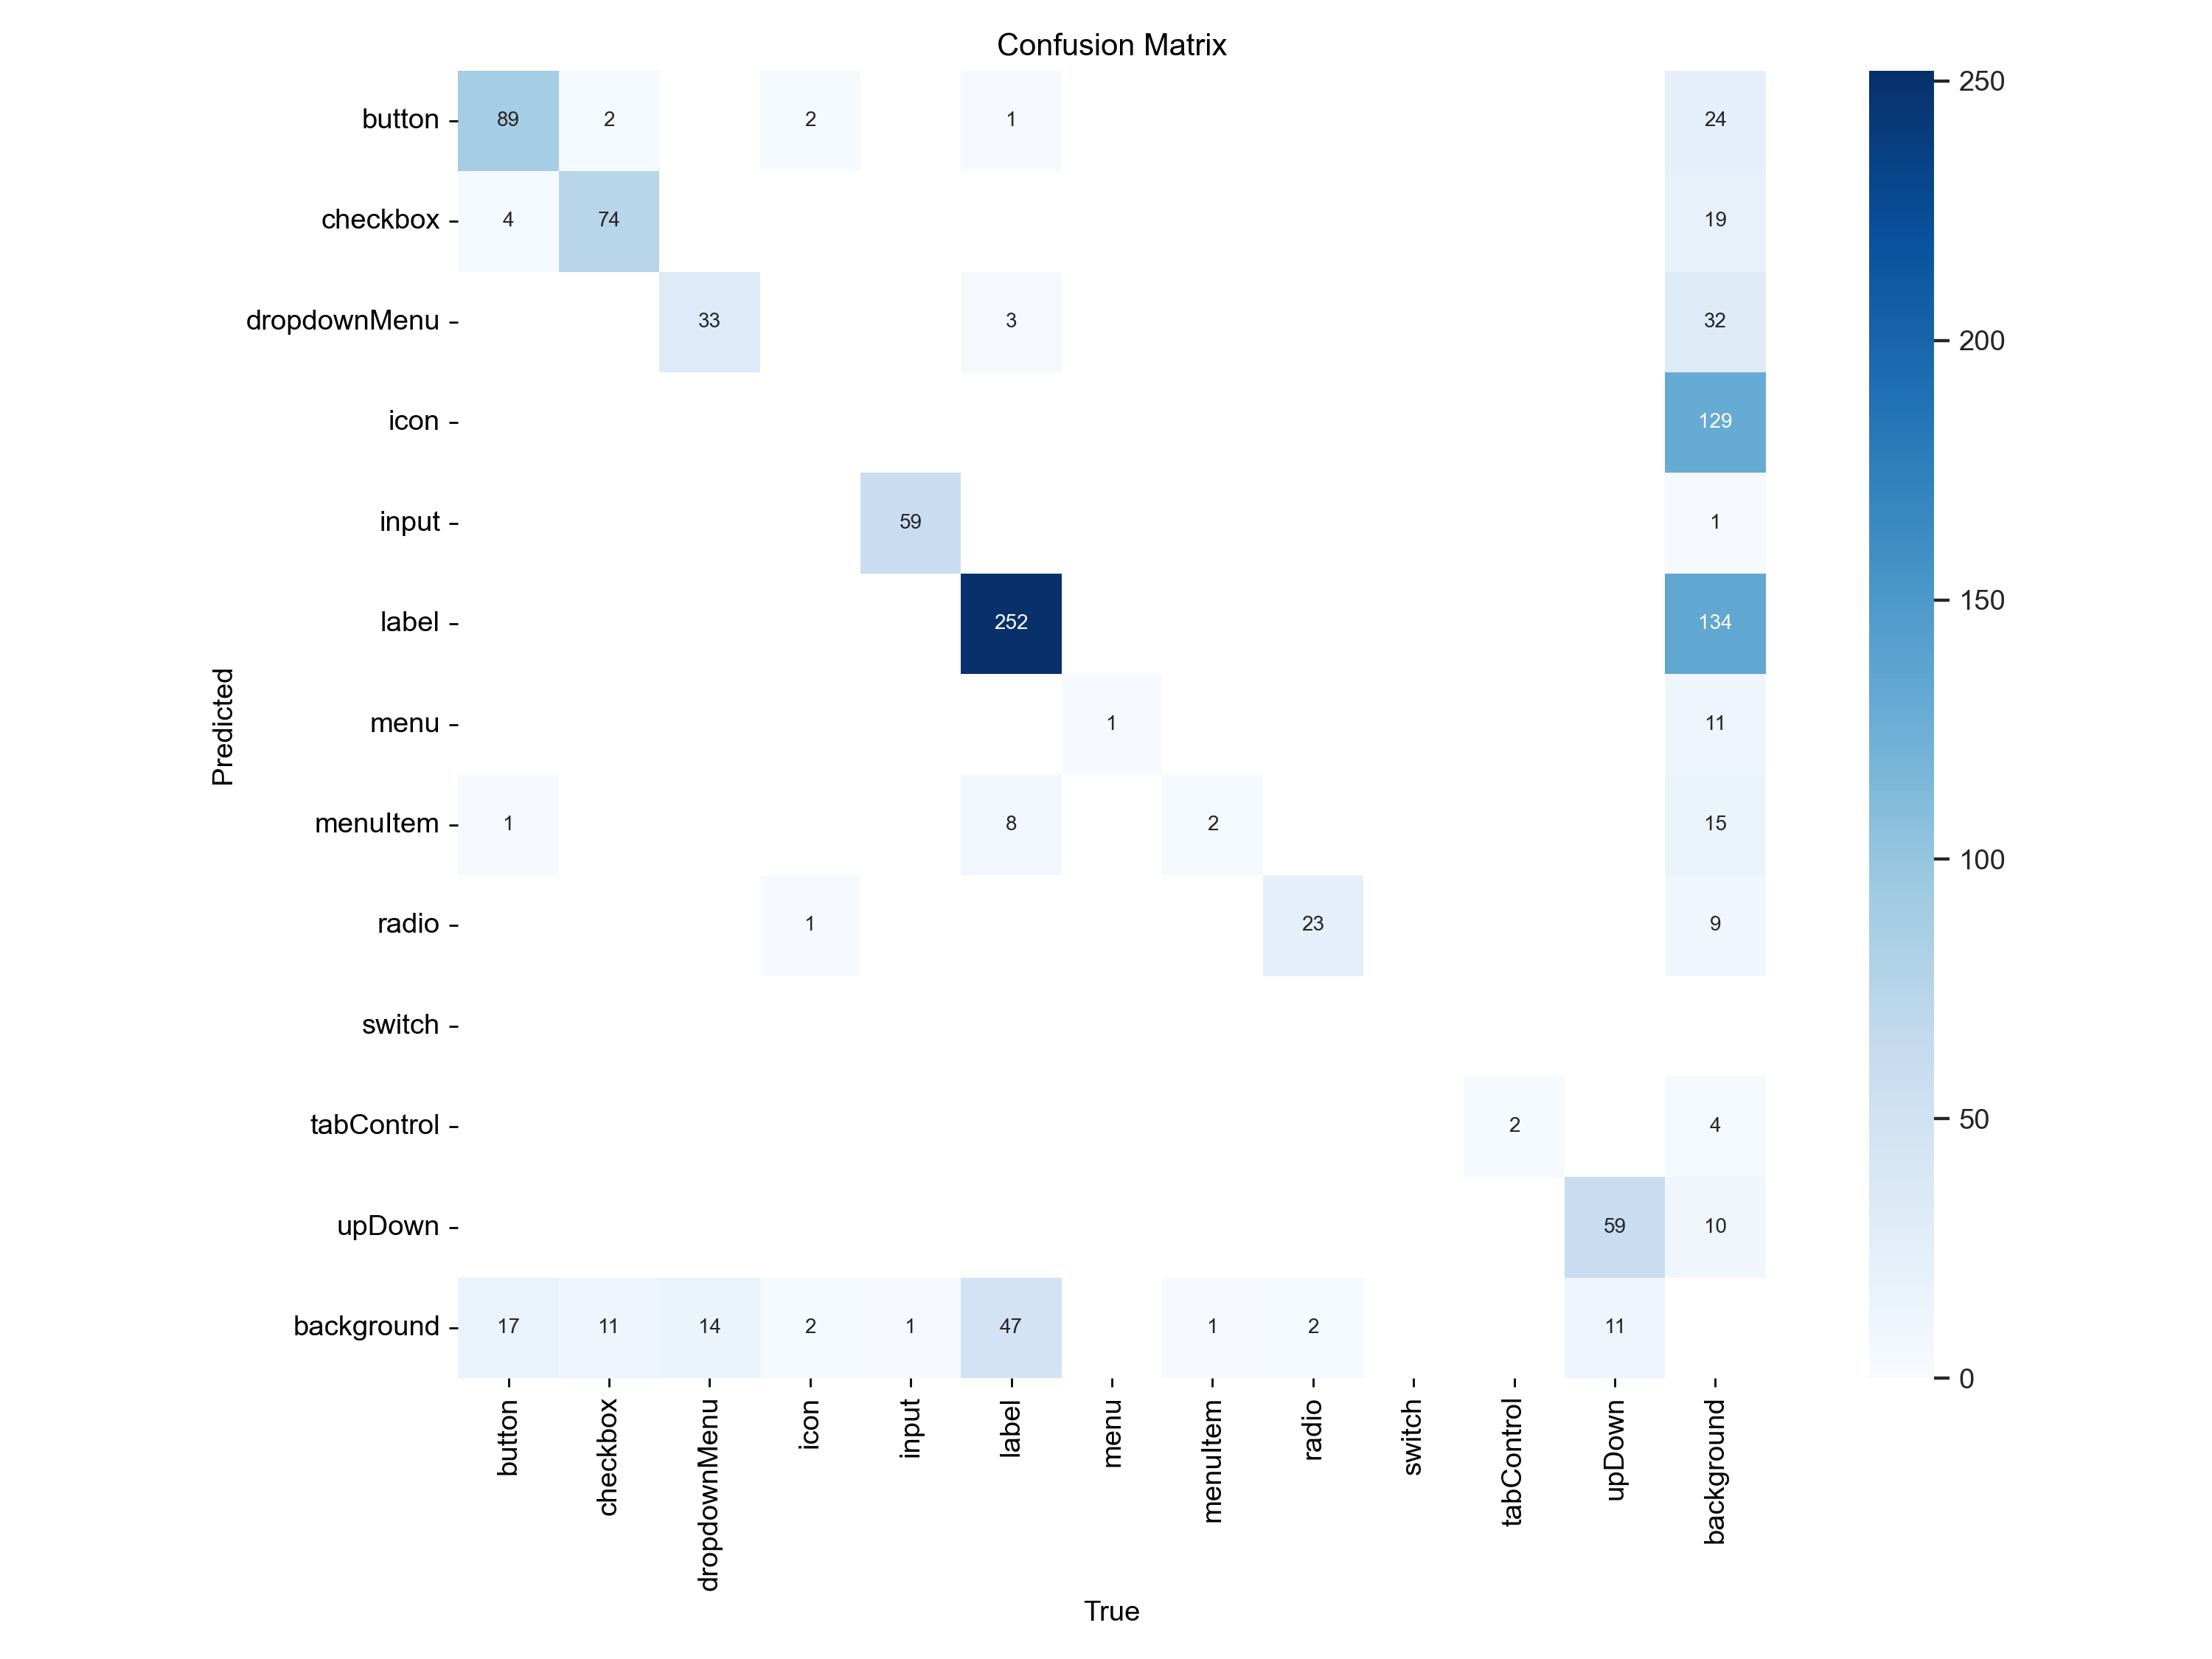 Confusion Matrix
button 89 2 2 1 24
checkbox 4 74 19
dropdownMenu 33 3 32
icon 129
input 59 1
label 252 134
menu 1 11
menuItem 1 8 2 15
radio 1 23 9
switch
tabControl 2 4
upDown 59 10
background 17 11 14 2 1 47 1 2 11
Predicted
button checkbox dropdownMenu icon input label menu menuItem radio switch tabControl upDown background
True
250
200
150
100
50
0